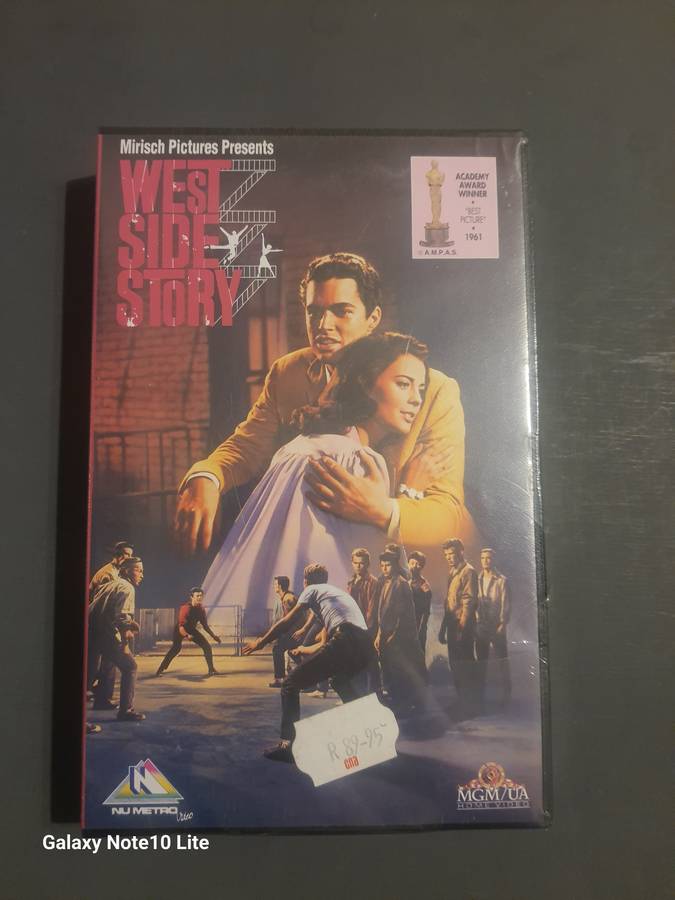 Mirisch Pictures Presents
WEST
SIDE
STORY
ACADEMY
AWARD
WINNER
•
"BEST
PICTURE"
•
1961
© A.M.P.A.S.
R 89-95
cna
NU METRO
Video
MGM/UA
HOME VIDEO
Galaxy Note10 Lite